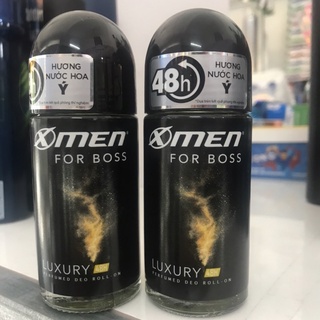 HƯƠNG
NƯỚC HOA
Ý
48h
HƯƠNG
NƯỚC HOA
Ý
XMEN
FOR BOSS
XMEN
FOR BOSS
LUXURY
PERFUMED DEO ROLL ON
LUXURY
PERFUMED DEO ROLL ON